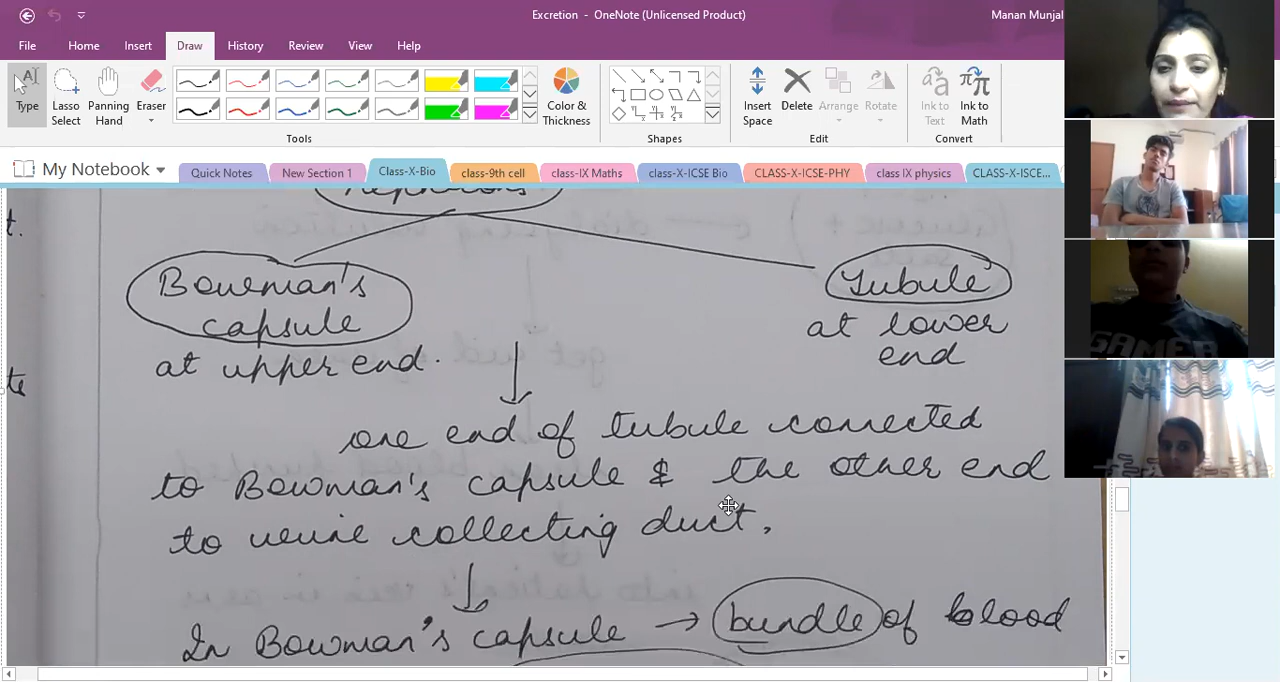 Excretion - OneNote (Unlicensed Product)
Manan Munjal
File Home Insert Draw History Review View Help
Type
Lasso Select
Panning Hand
Eraser
Color & Thickness
Insert Space
Delete
Arrange
Rotate
Ink to Text
Ink to Math
Tools
Shapes
Edit
Convert
My Notebook
Quick Notes
New Section 1
Class-X-Bio
class-9th cell
class-IX Maths
class-X-ICSE Bio
CLASS-X-ICSE-PHY
class IX physics
CLASS-X-ISCE...
Nephrons
Bowman's
capsule
at upper end.
Tubule
at lower
end
one end of tubule connected
to Bowman's capsule & the other end
to urine collecting duct,
In Bowman's capsule → bundle of blood
GAMER